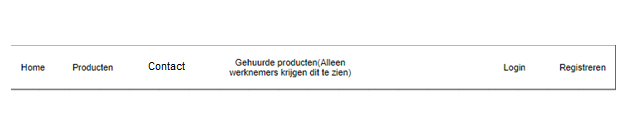 Home
Producten
Contact
Gehuurde producten(Alleen
werknemers krijgen dit te zien)
Login
Registreren